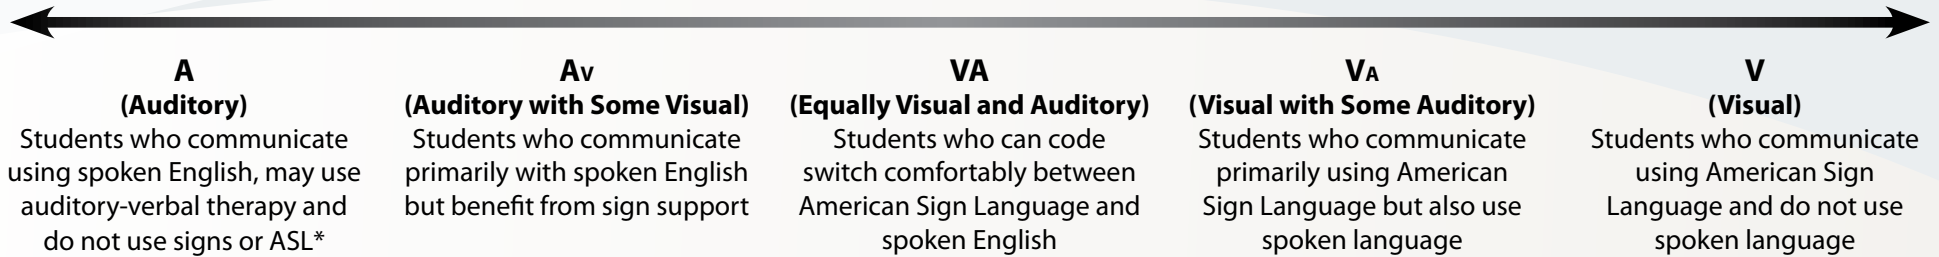 A
(Auditory)
Students who communicate
using spoken English, may use
auditory-verbal therapy and
do not use signs or ASL*
Av
(Auditory with Some Visual)
Students who communicate
primarily with spoken English
but benefit from sign support
VA
(Equally Visual and Auditory)
Students who can code
switch comfortably between
American Sign Language and
spoken English
VA
(Visual with Some Auditory)
Students who communicate
primarily using American
Sign Language but also use
spoken language
V
(Visual)
Students who communicate
using American Sign
Language and do not use
spoken language